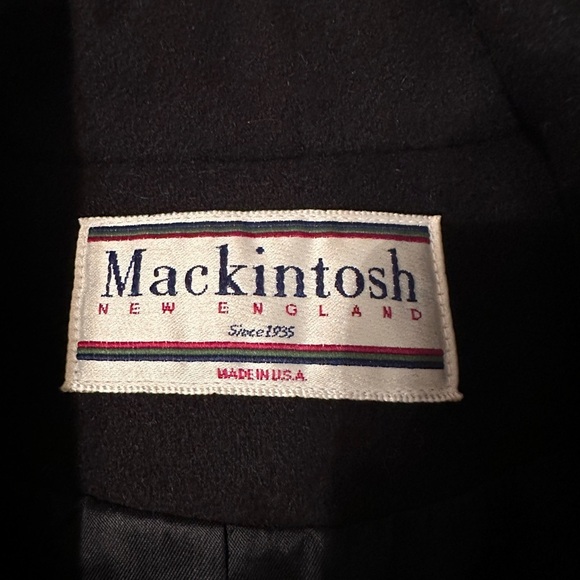 Mackintosh
NEW ENGLAND
Since 1935
MADE IN U.S.A.